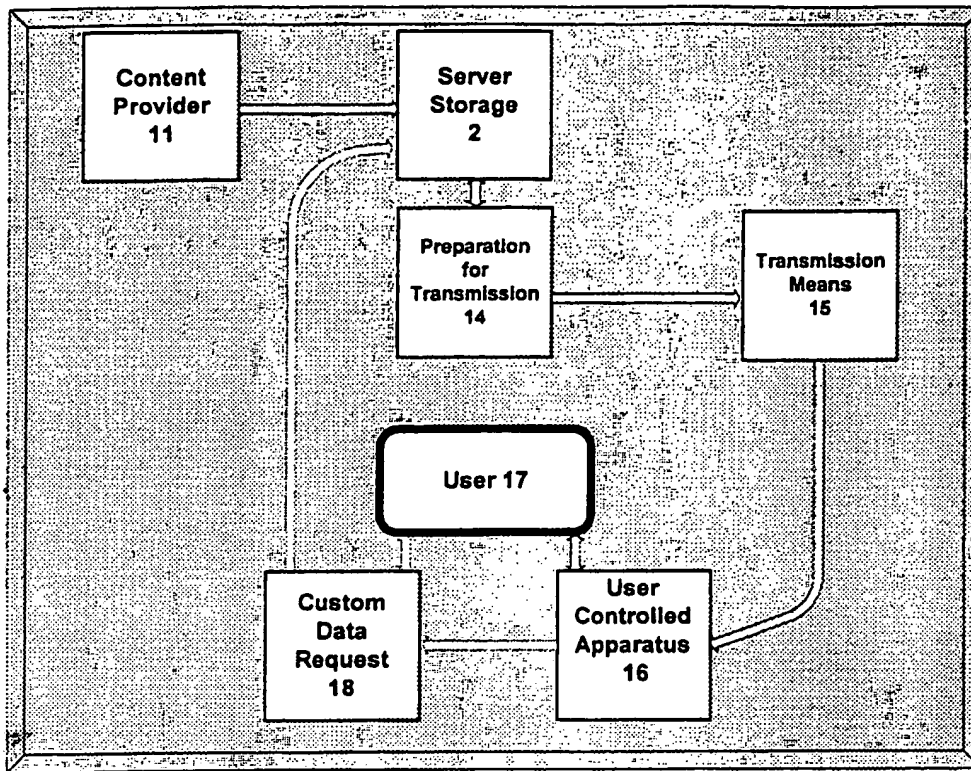 Content
Provider
11
Server
Storage
2
Preparation
for
Transmission
14
Transmission
Means
15
User 17
Custom
Data
Request
18
User
Controlled
Apparatus
16